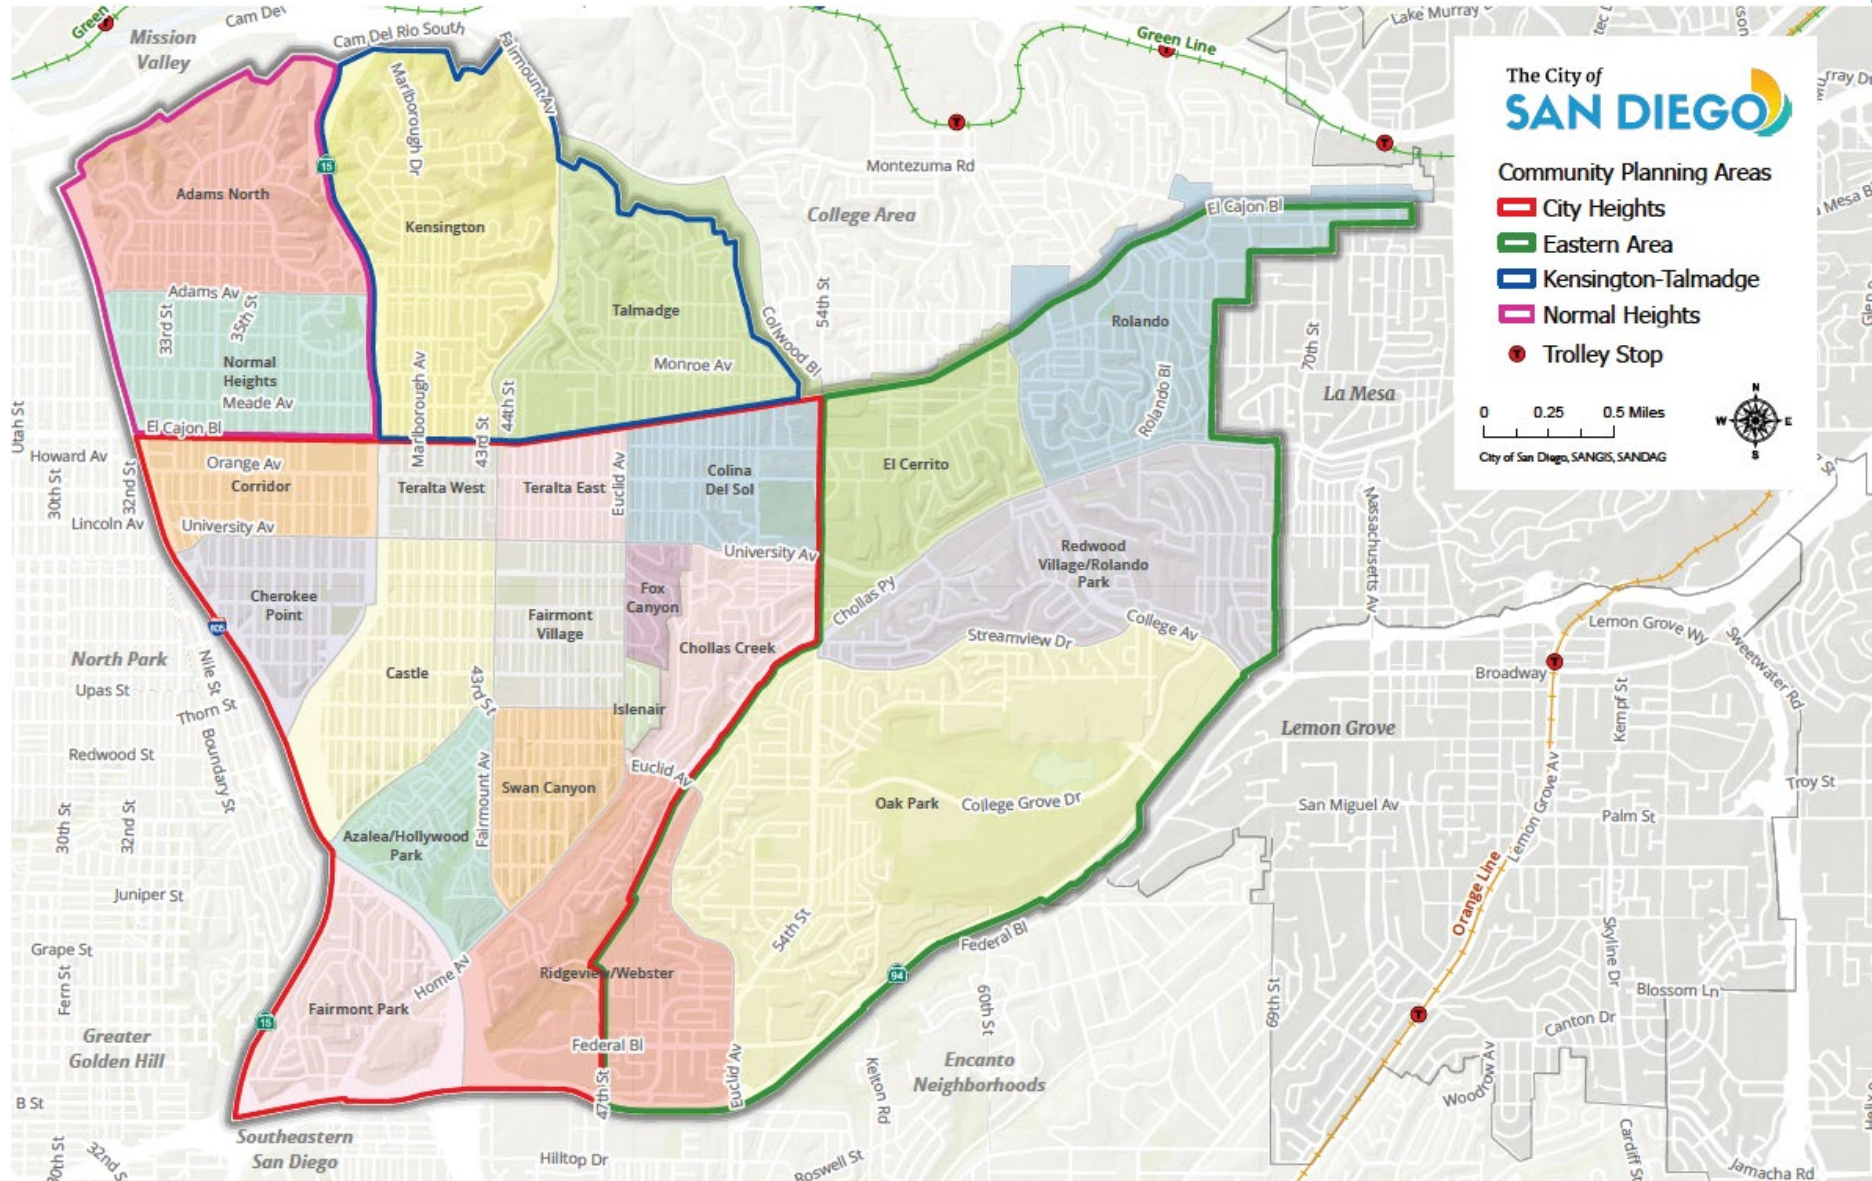 Green
Mission
Valley
Cam Del Rio South
Fairmount Av
Marlborough Dr
Green Line
Lake Murray
Montezuma Rd
College Area
El Cajon Bl
15
Adams North
Kensington
Talmadge
Rolando
Adams Av
33rd St
35th St
Normal
Heights
Meade Av
El Cajon Bl
Marlborough Av
43rd St
44th St
Monroe Av
Collwood Bl
54th St
Rolando Bl
70th St
La Mesa
The City of
SAN DIEGO
Community Planning Areas
City Heights
Eastern Area
Kensington-Talmadge
Normal Heights
T
Trolley Stop
0 0.25 0.5 Miles
City of San Diego, SANGIS, SANDAG
N
W
E
S
Utah St
Howard Av
30th St
32nd St
Lincoln Av
Orange Av
Corridor
University Av
Teralta West
Teralta East
Euclid Av
Colina
Del Sol
University Av
El Cerrito
Redwood
Village/Rolando
Park
Massachusetts Av
Cherokee
Point
805
Fox
Canyon
Fairmont
Village
Chollas Creek
Chollas Py
Streamview Dr
College Av
North Park
Upas St
Nile St
Thorn St
Redwood St
Boundary St
Castle
43rd St
Islenair
Euclid Av
Lemon Grove Wy
Sweetwater Rd
Broadway
Kempf St
Lemon Grove
Swan Canyon
Fairmount Av
Azalea/Hollywood
Park
Oak Park
College Grove Dr
San Miguel Av
Lemon Grove Av
Palm St
Troy St
30th St
32nd St
Juniper St
Orange Line
Grape St
Fern St
Home Av
Fairmont Park
15
Ridgeview/Webster
54th St
Federal Bl
94
60th St
69th St
Skyline Dr
Blossom Ln
Canton Dr
Greater
Golden Hill
Federal Bl
47th St
Euclid Av
Kelton Rd
Encanto
Neighborhoods
Woodrow Av
Cardiff St
B St
Southeastern
San Diego
Hilltop Dr
Roswell St
Jamacha Rd